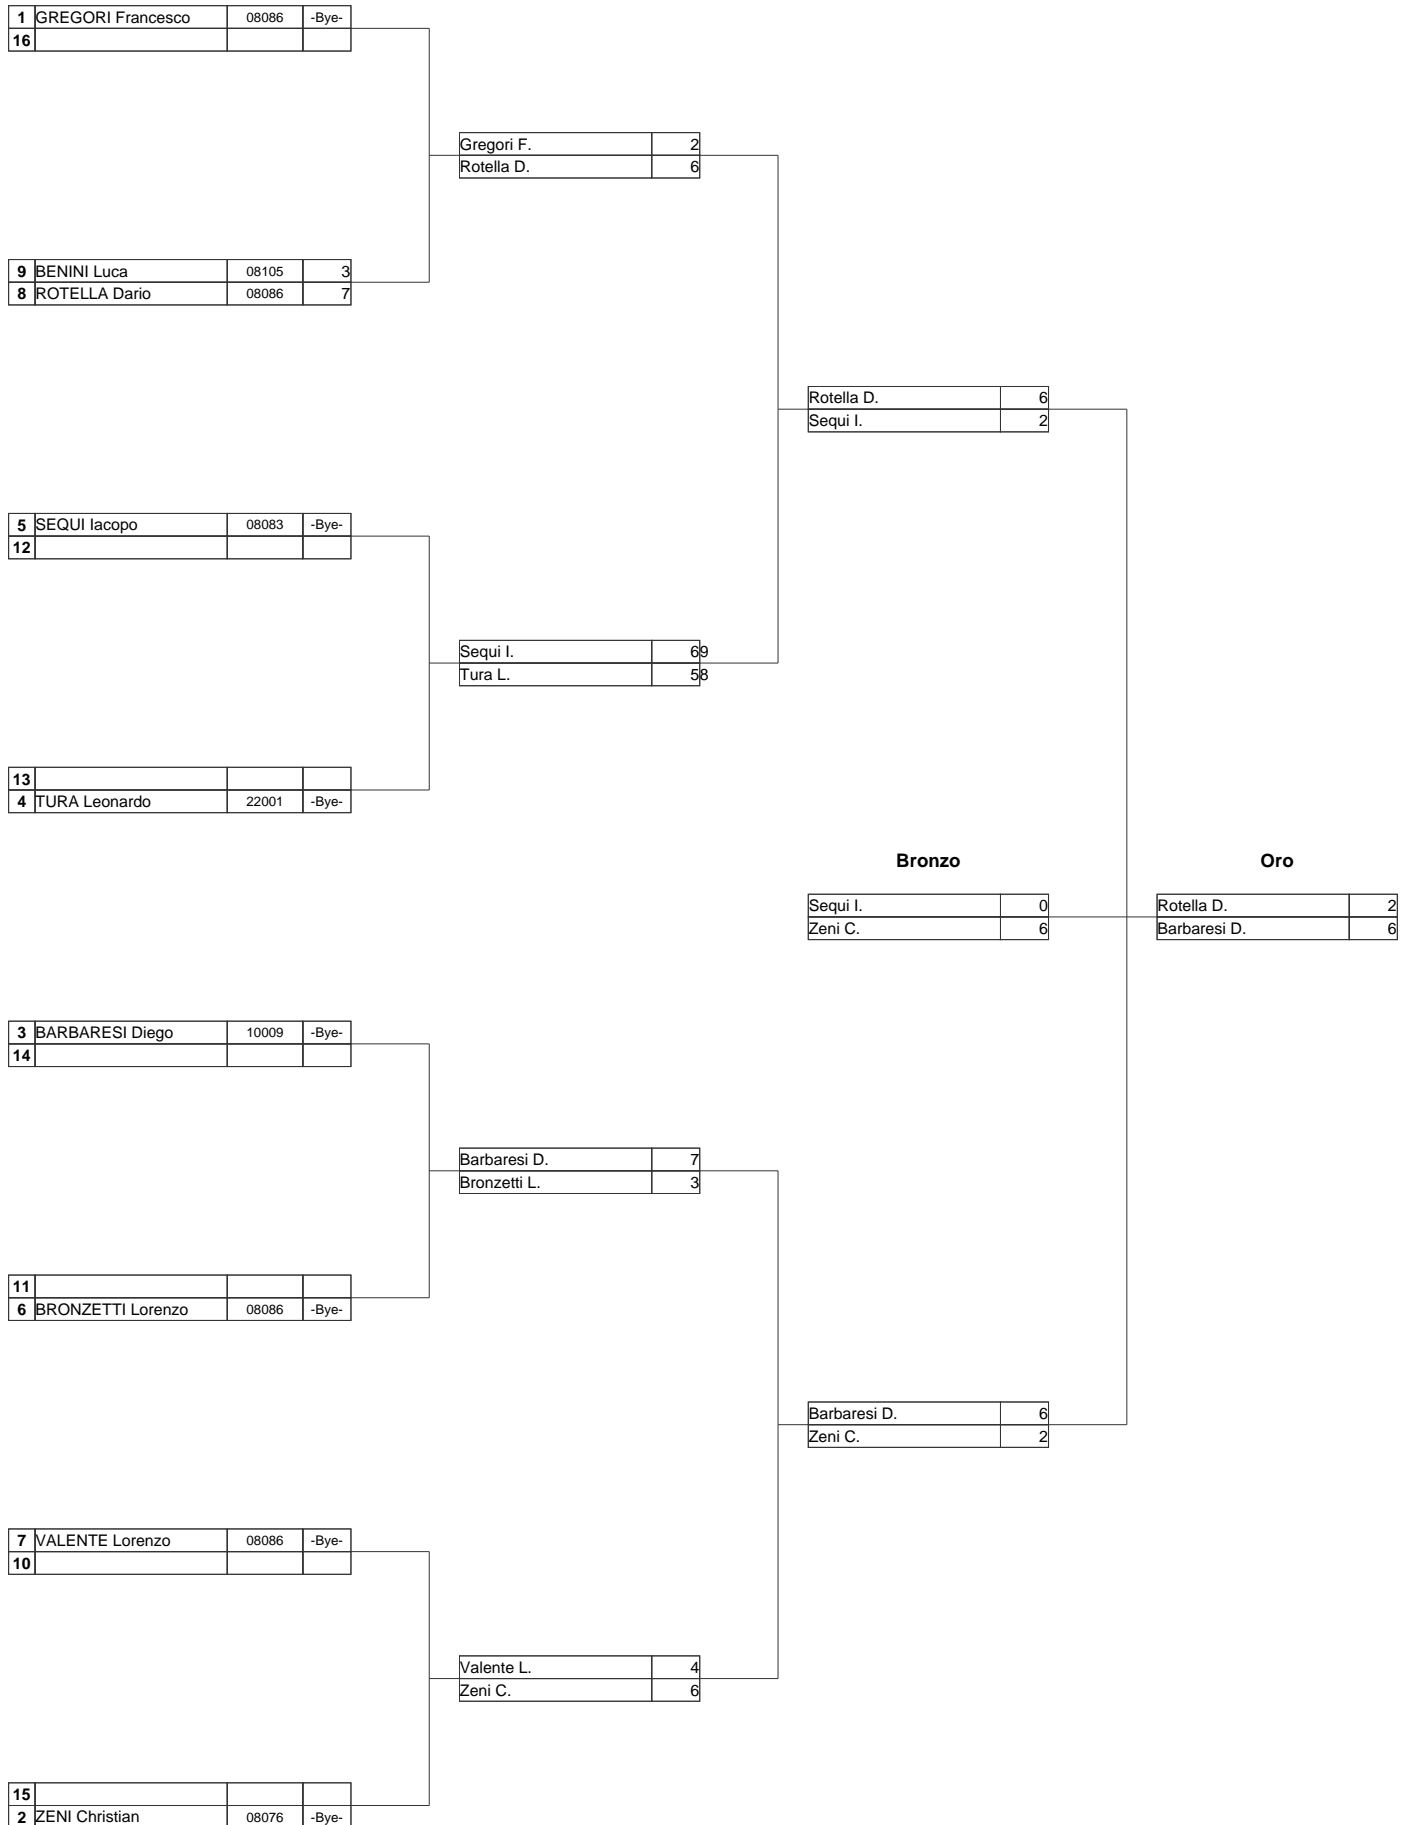 1 GREGORI Francesco 08086 -Bye-
16
Gregori F. 2
Rotella D. 6
9 BENINI Luca 08105 3
8 ROTELLA Dario 08086 7
Rotella D. 6
Sequi I. 2
5 SEQUI Iacopo 08083 -Bye-
12
Sequi I. 69
Tura L. 58
13
4 TURA Leonardo 22001 -Bye-
Bronzo Oro
Sequi I. 0 Rotella D. 2
Zeni C. 6 Barbaresi D. 6
3 BARBARESI Diego 10009 -Bye-
14
Barbaresi D. 7
Bronzetti L. 3
11
6 BRONZETTI Lorenzo 08086 -Bye-
Barbaresi D. 6
Zeni C. 2
7 VALENTE Lorenzo 08086 -Bye-
10
Valente L. 4
Zeni C. 6
15
2 ZENI Christian 08076 -Bye-